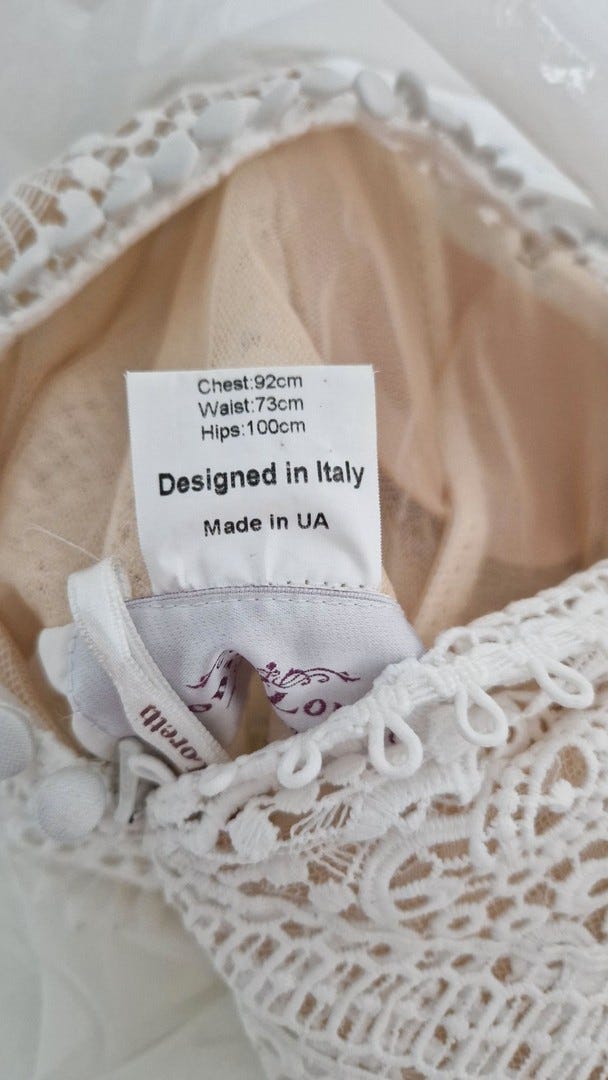 Chest:92cm
Waist:73cm
Hips:100cm
Designed in Italy
Made in UA